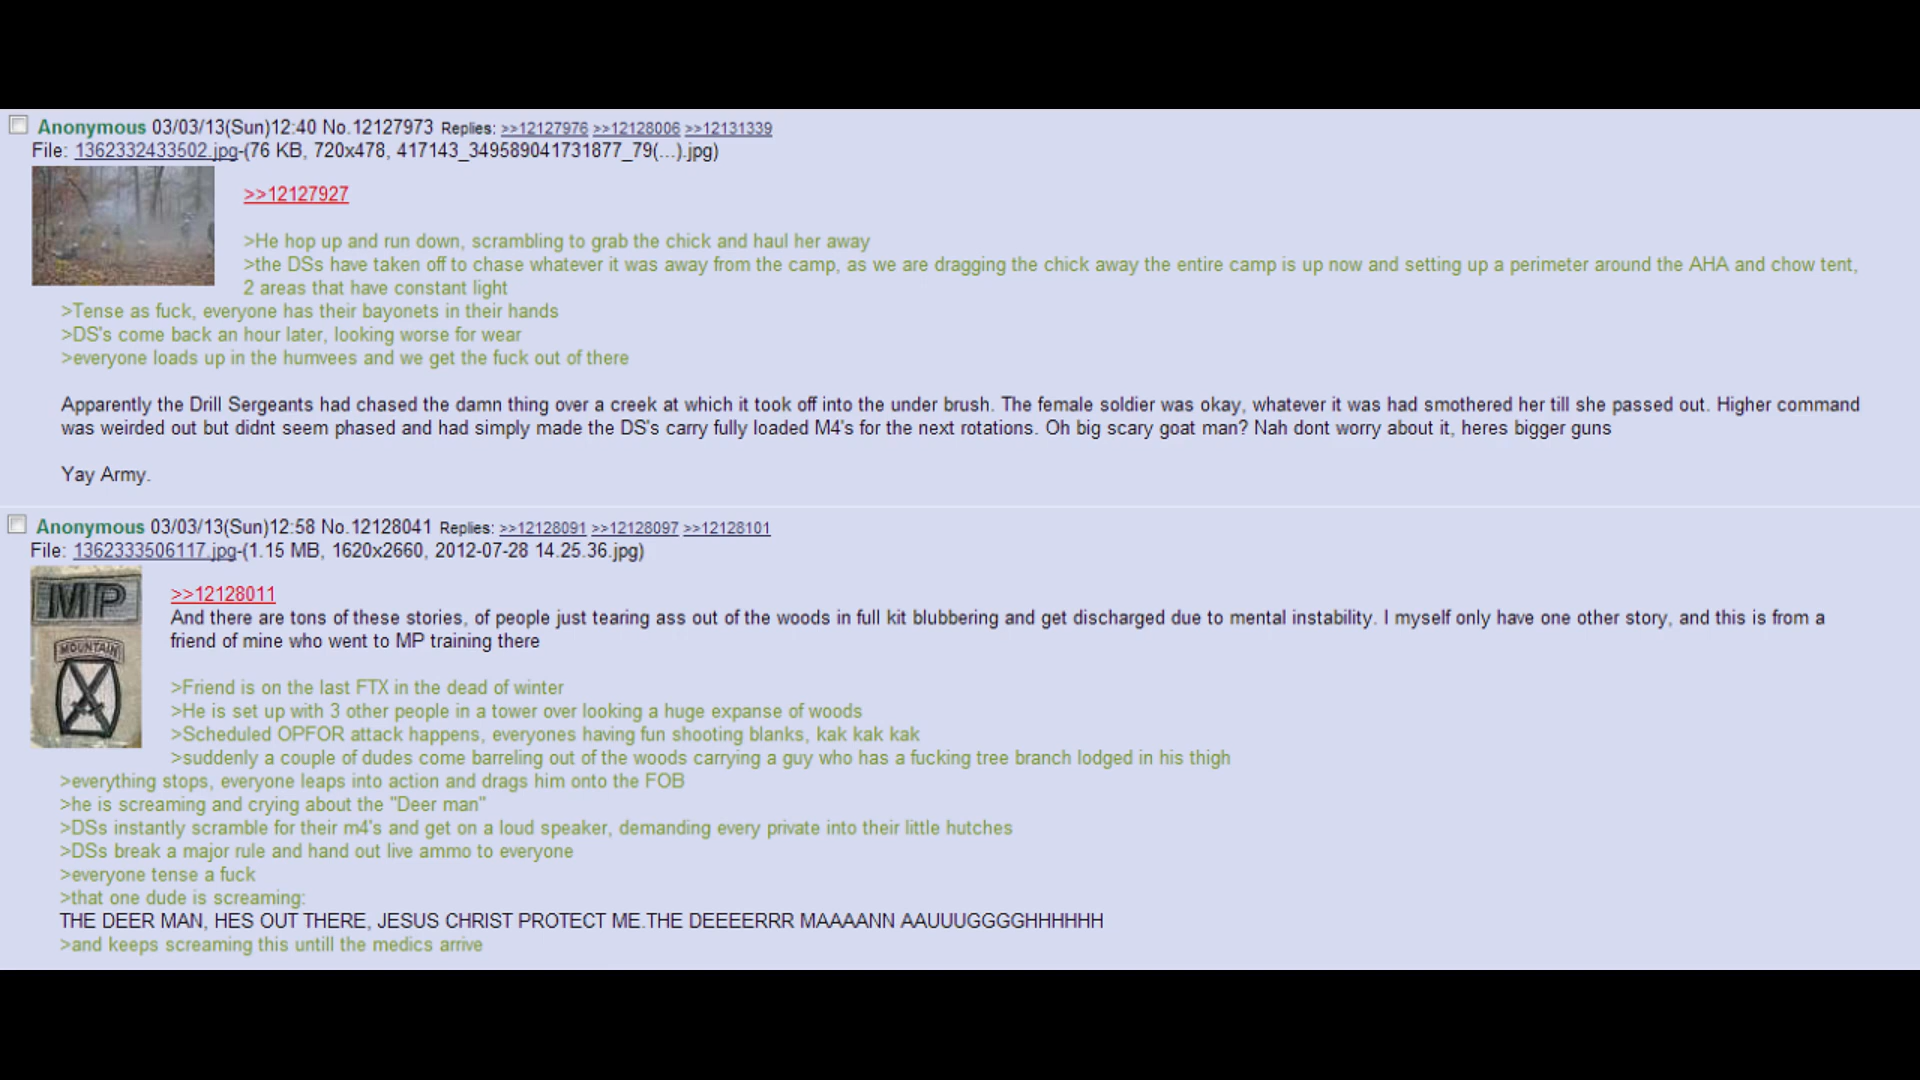 Anonymous 03/03/13(Sun)12:40 No.12127973 Replies: >>12127976 >>12128006 >>12131339
File: 1362332433502.jpg-(76 KB, 720x478, 417143_349589041731877_79(...).jpg)
>>12127927
>He hop up and run down, scrambling to grab the chick and haul her away
>the DSs have taken off to chase whatever it was away from the camp, as we are dragging the chick away the entire camp is up now and setting up a perimeter around the AHA and chow tent,
2 areas that have constant light
>Tense as fuck, everyone has their bayonets in their hands
>DS's come back an hour later, looking worse for wear
>everyone loads up in the humvees and we get the fuck out of there
Apparently the Drill Sergeants had chased the damn thing over a creek at which it took off into the under brush. The female soldier was okay, whatever it was had smothered her till she passed out. Higher command
was weirded out but didnt seem phased and had simply made the DS's carry fully loaded M4's for the next rotations. Oh big scary goat man? Nah dont worry about it, heres bigger guns
Yay Army.
Anonymous 03/03/13(Sun)12:58 No.12128041 Replies: >>12128091 >>12128097 >>12128101
File: 1362333506117.jpg-(1.15 MB, 1620x2660, 2012-07-28 14.25.36.jpg)
MP
MOUNTAIN
>>12128011
And there are tons of these stories, of people just tearing ass out of the woods in full kit blubbering and get discharged due to mental instability. I myself only have one other story, and this is from a
friend of mine who went to MP training there
>Friend is on the last FTX in the dead of winter
>He is set up with 3 other people in a tower over looking a huge expanse of woods
>Scheduled OPFOR attack happens, everyones having fun shooting blanks, kak kak kak
>suddenly a couple of dudes come barreling out of the woods carrying a guy who has a fucking tree branch lodged in his thigh
>everything stops, everyone leaps into action and drags him onto the FOB
>he is screaming and crying about the "Deer man"
>DSs instantly scramble for their m4's and get on a loud speaker, demanding every private into their little hutches
>DSs break a major rule and hand out live ammo to everyone
>everyone tense a fuck
>that one dude is screaming:
THE DEER MAN, HES OUT THERE, JESUS CHRIST PROTECT ME.THE DEEEERRR MAAAANN AAUUUGGGGHHHHHH
>and keeps screaming this untill the medics arrive